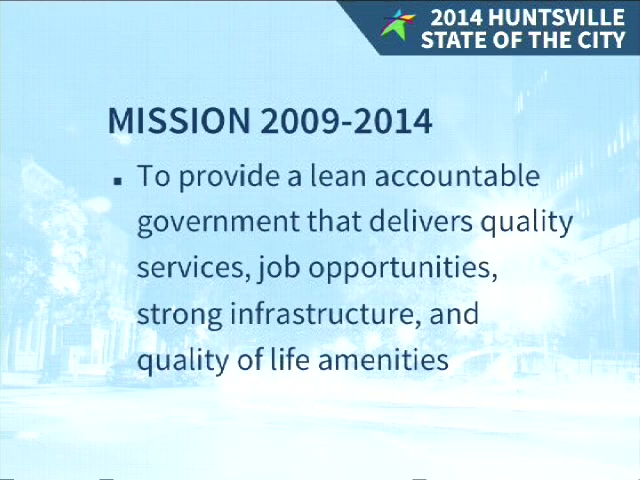 2014 HUNTSVILLE
STATE OF THE CITY
MISSION 2009-2014
▪ To provide a lean accountable
government that delivers quality
services, job opportunities,
strong infrastructure, and
quality of life amenities